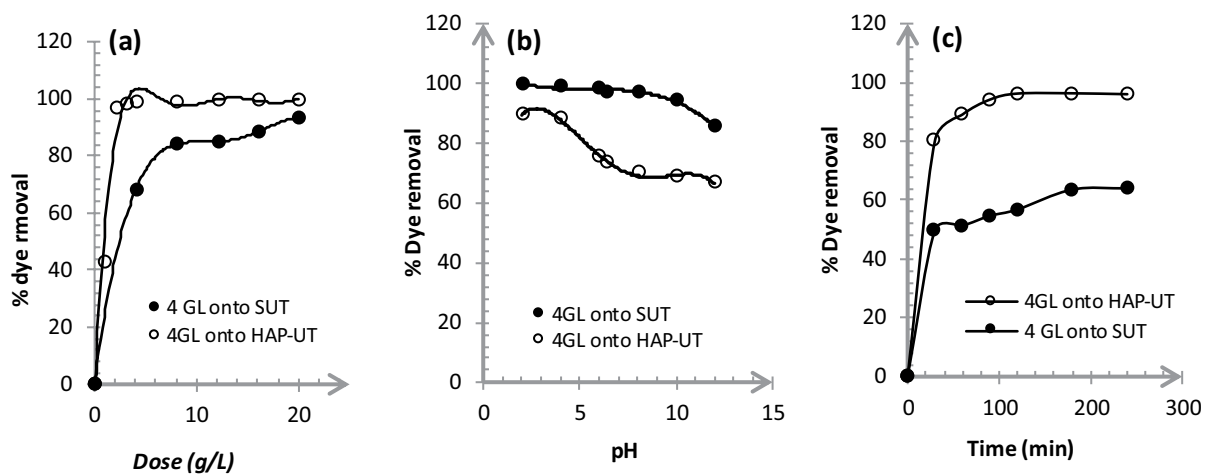 (a)
% dye rmoval
120
100
80
60
40
20
0
0 10 20
Dose (g/L)
4 GL onto SUT
4GL onto HAP-UT
(b)
% Dye removal
120
100
80
60
40
20
0
0 5 10 15
pH
4GL onto SUT
4GL onto HAP-UT
(c)
% Dye removal
120
100
80
60
40
20
0
0 100 200 300
Time (min)
4GL onto HAP-UT
4 GL onto SUT